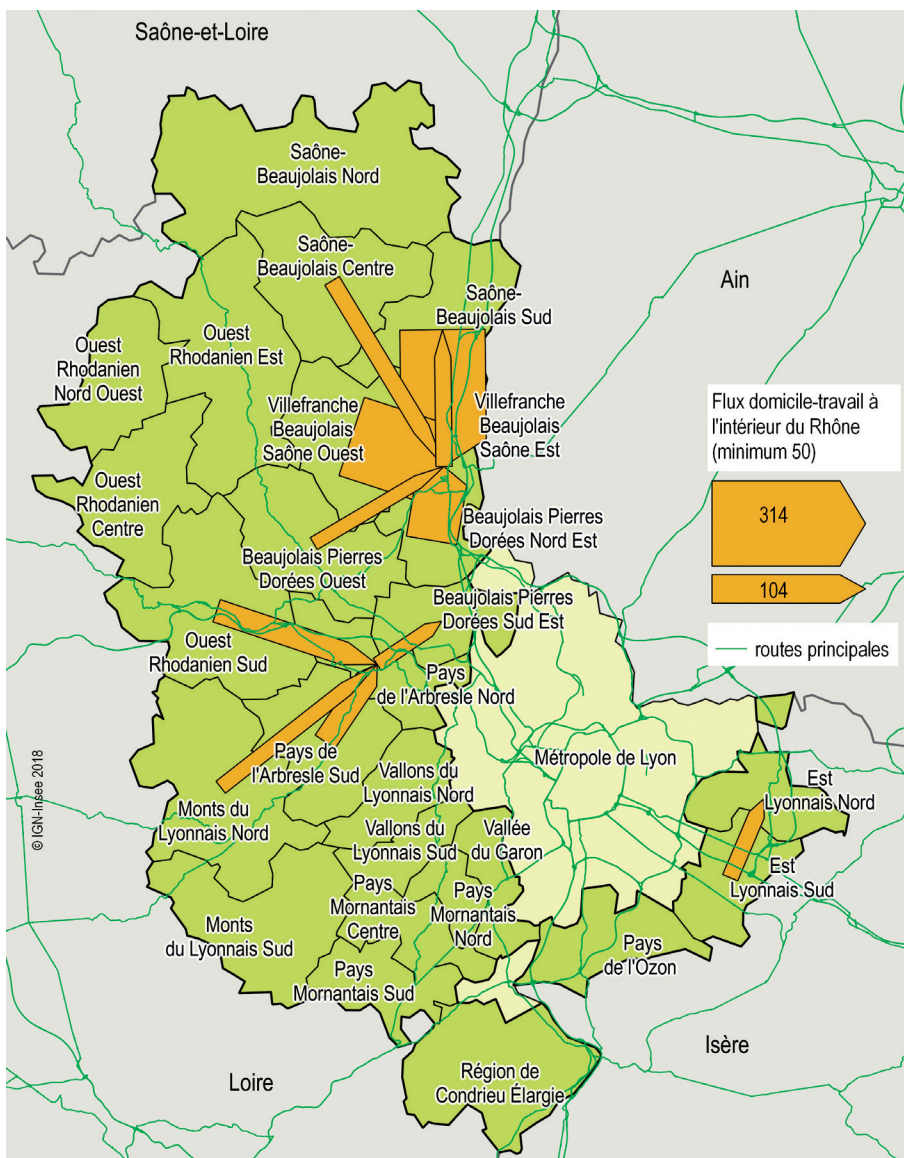 Saône-et-Loire
Saône-
Beaujolais Nord
Saône-
Beaujolais Centre
Ain
Saône-
Beaujolais Sud
Ouest
Rhodanien Est
Ouest
Rhodanien
Nord Ouest
Villefranche
Beaujolais
Saône Ouest
Villefranche
Beaujolais
Saône Est
Flux domicile-travail à
l'intérieur du Rhône
(minimum 50)
314
104
routes principales
Ouest
Rhodanien
Centre
Beaujolais Pierres
Dorées Nord Est
Beaujolais Pierres
Dorées Ouest
Beaujolais Pierres
Dorées Sud Est
Ouest
Rhodanien Sud
Pays
de l'Arbresle Nord
Pays de
l'Arbresle Sud
Métropole de Lyon
Vallons du
Lyonnais Nord
Est
Lyonnais Nord
Monts du
Lyonnais Nord
Vallons du
Lyonnais Sud
Vallée
du Garon
Est
Lyonnais Sud
Pays
Mornantais
Centre
Pays
Mornantais
Nord
Monts
du Lyonnais Sud
Pays
de l'Ozon
Pays
Mornantais Sud
Isère
Loire
Région de
Condrieu Élargie
© IGN-Insee 2018